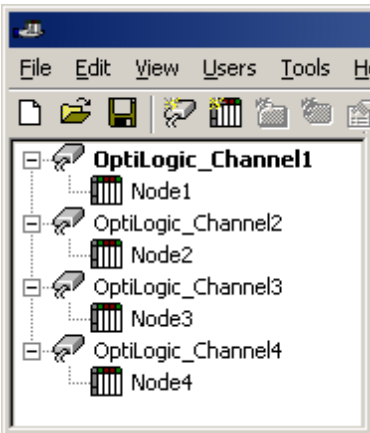 File Edit View Users Tools
OptiLogic_Channel1
Node1
OptiLogic_Channel2
Node2
OptiLogic_Channel3
Node3
OptiLogic_Channel4
Node4